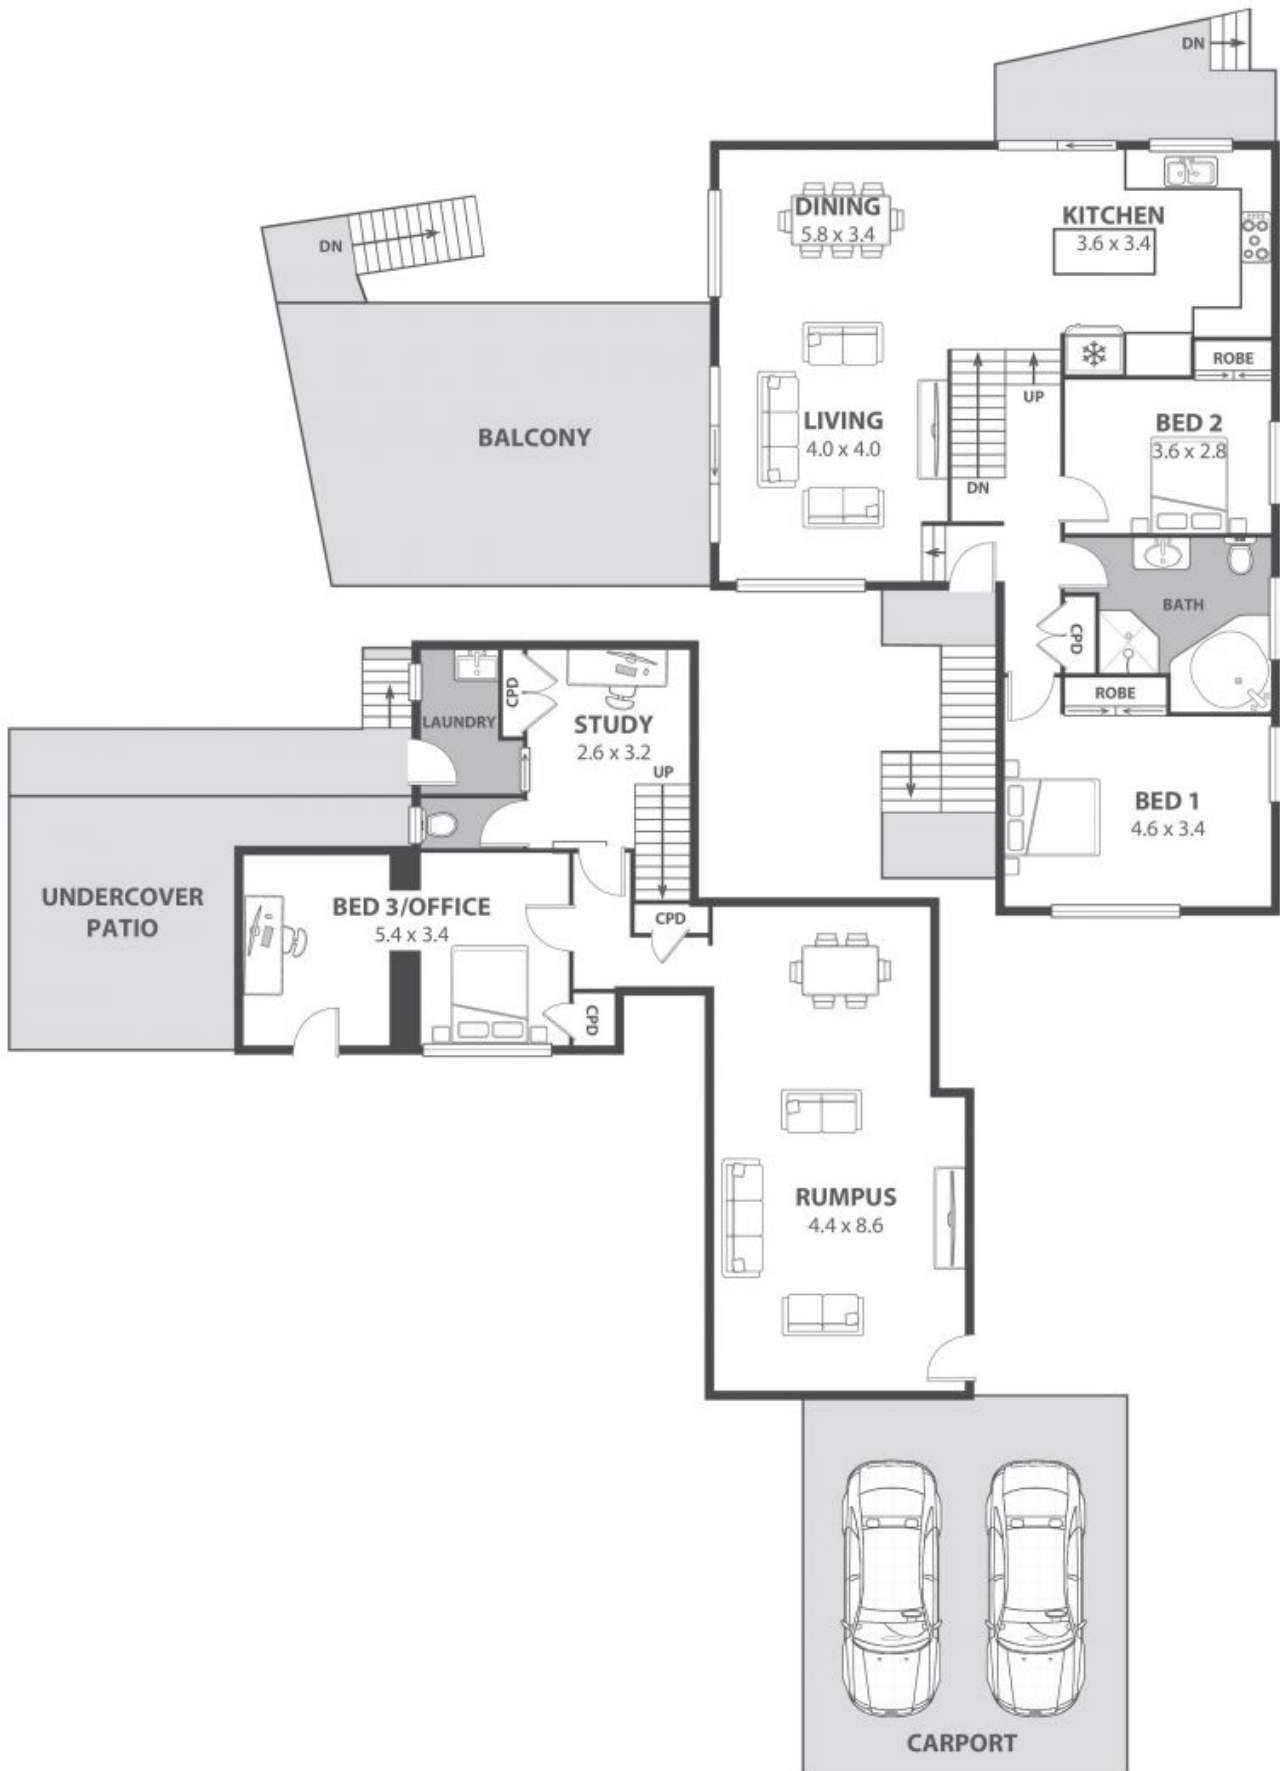 DN
DINING
5.8 x 3.4
KITCHEN
3.6 x 3.4
DN
ROBE
UP
BALCONY
LIVING
4.0 x 4.0
BED 2
3.6 x 2.8
DN
BATH
CPD
ROBE
CPD
LAUNDRY
STUDY
2.6 x 3.2
UP
BED 1
4.6 x 3.4
UNDERCOVER
PATIO
BED 3/OFFICE
5.4 x 3.4
CPD
CPD
RUMPUS
4.4 x 8.6
CARPORT